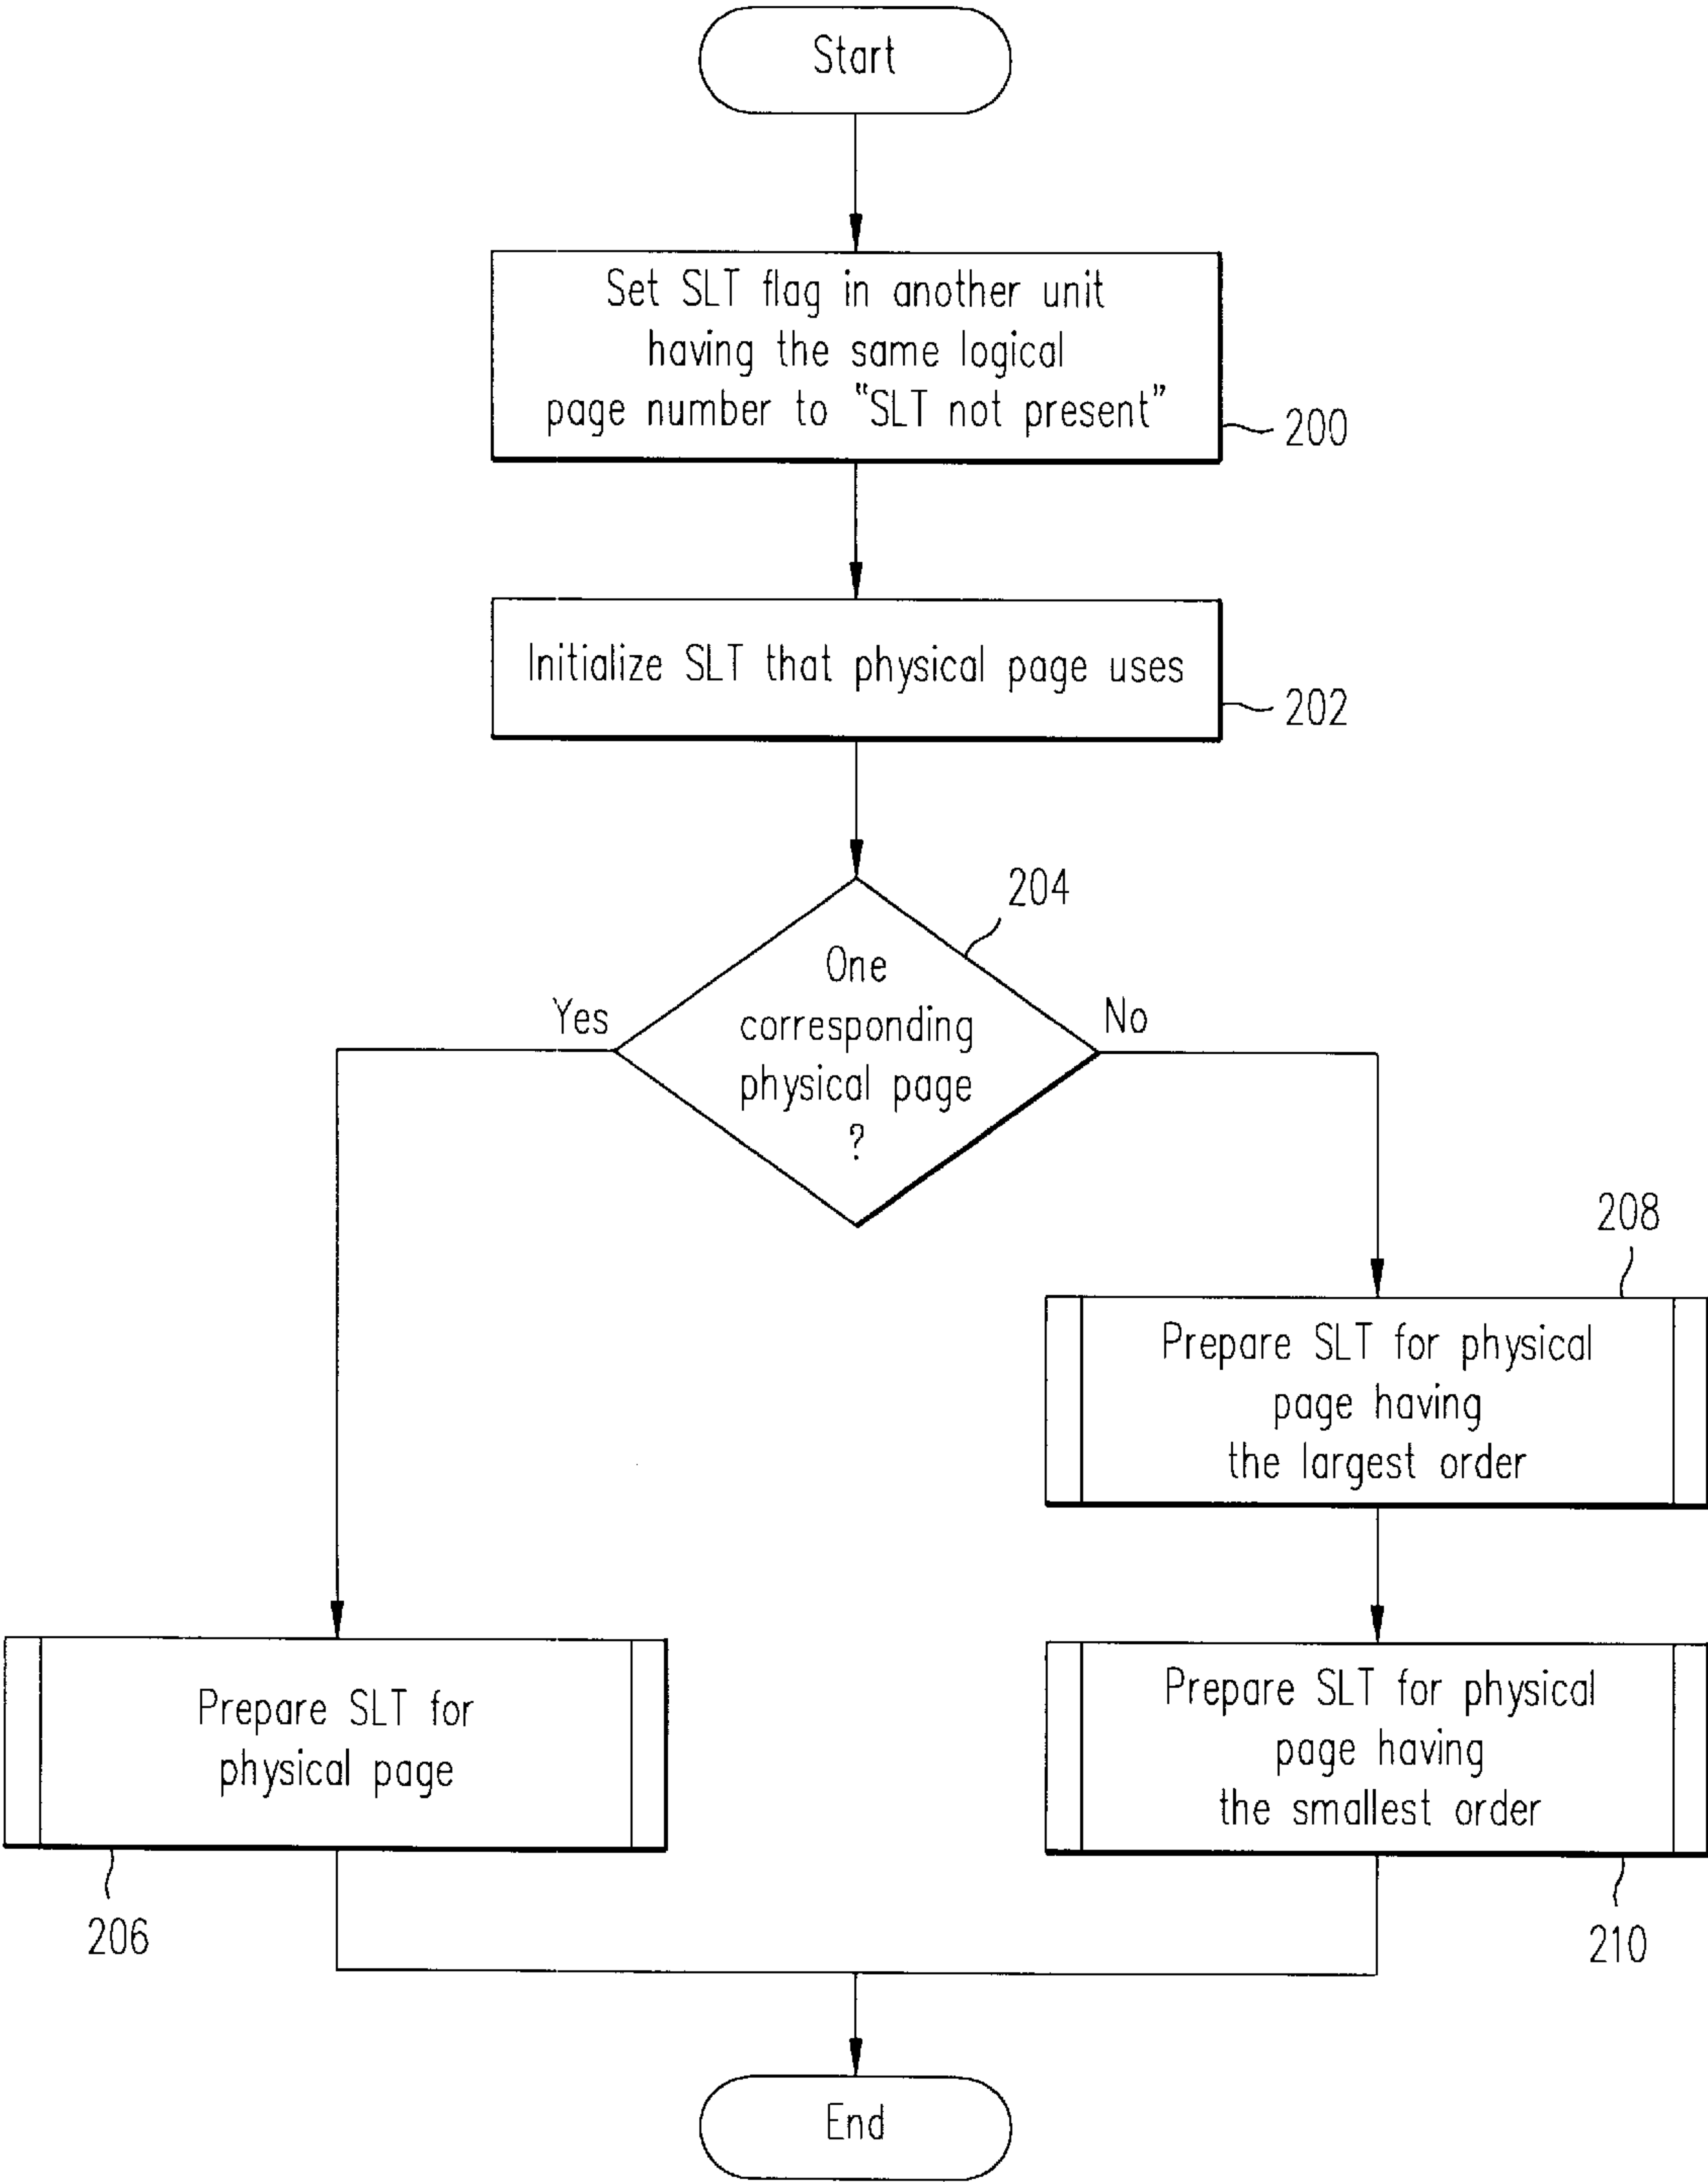 Start
Set SLT flag in another unit
having the same logical
page number to "SLT not present"
200
Initialize SLT that physical page uses
202
204
One
corresponding
physical page
?
Yes
No
208
Prepare SLT for physical
page having
the largest order
Prepare SLT for
physical page
206
Prepare SLT for physical
page having
the smallest order
210
End